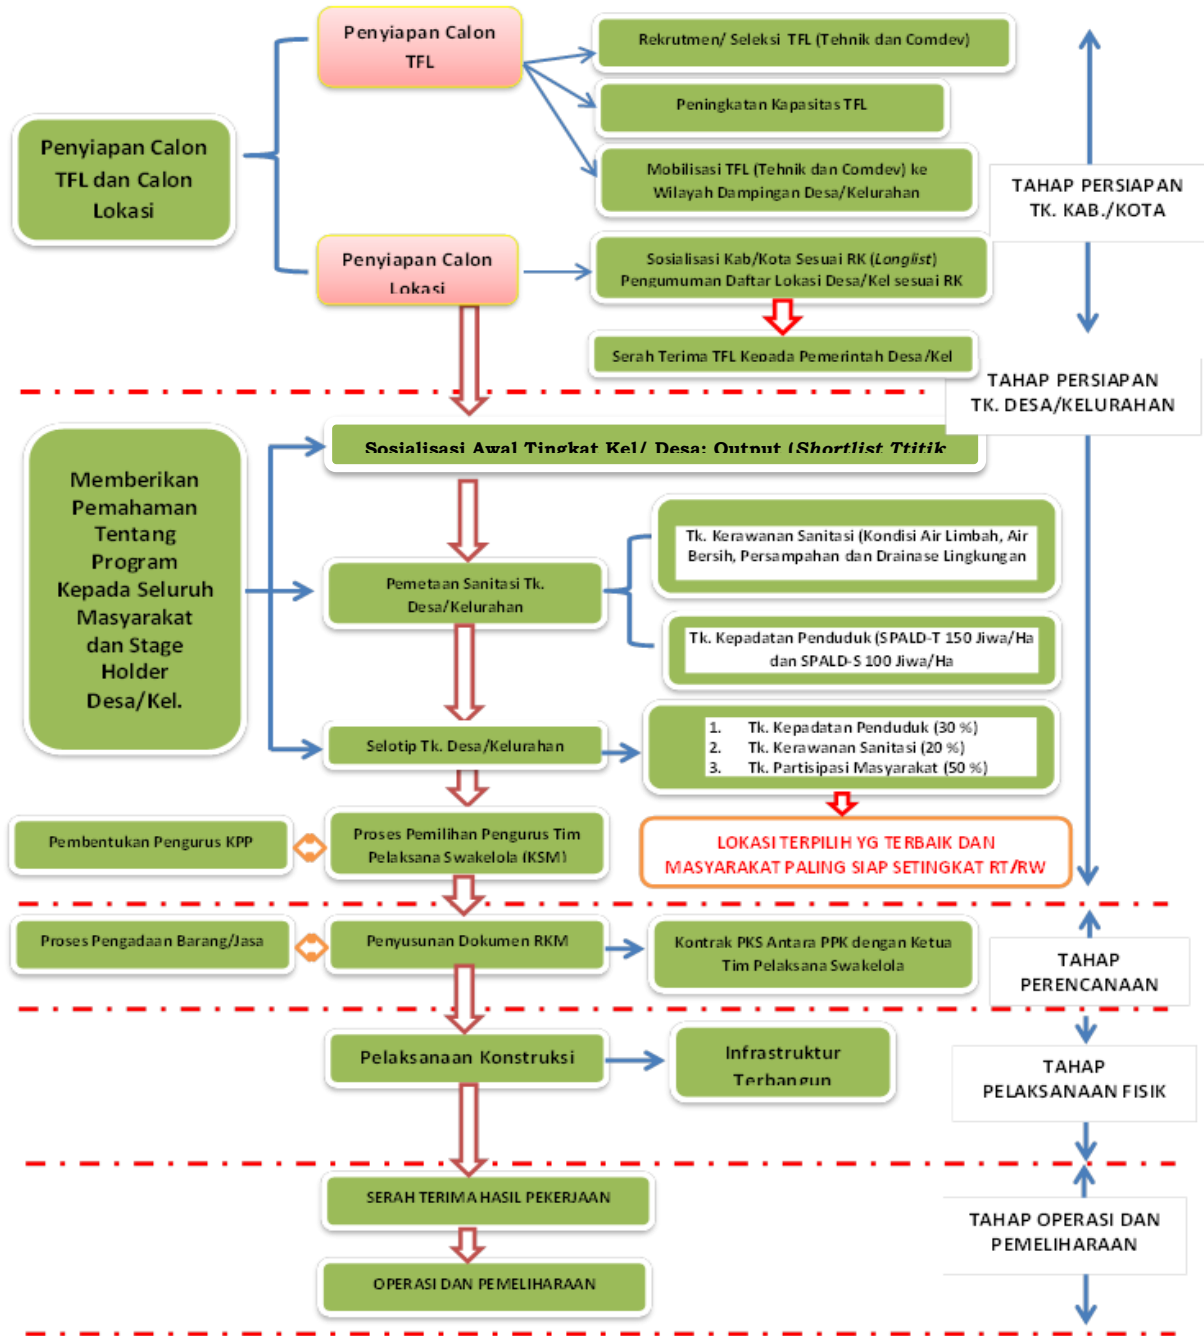 Penyiapan Calon
TFL
Rekrutmen/ Seleksi TFL (Tehnik dan Comdev)
Peningkatan Kapasitas TFL
Penyiapan Calon
TFL dan Calon
Lokasi
Mobilisasi TFL (Tehnik dan Comdev) ke
Wilayah Dampingan Desa/Kelurahan
TAHAP PERSIAPAN
TK. KAB./KOTA
Penyiapan Calon
Lokasi
Sosialisasi Kab/Kota Sesuai RK (Longlist)
Pengumuman Daftar Lokasi Desa/Kel sesuai RK
Serah Terima TFL Kepada Pemerintah Desa/Kel
TAHAP PERSIAPAN
TK. DESA/KELURAHAN
Sosialisasi Awal Tingkat Kel/ Desa: Output (Shortlist Ttitik
Memberikan
Pemahaman
Tentang
Program
Kepada Seluruh
Masyarakat
dan Stage
Holder
Desa/Kel.
Tk. Kerawanan Sanitasi (Kondisi Air Limbah, Air
Bersih, Persampahan dan Drainase Lingkungan
Pemetaan Sanitasi Tk.
Desa/Kelurahan
Tk. Kepadatan Penduduk (SPALD-T 150 Jiwa/Ha
dan SPALD-S 100 Jiwa/Ha
Selotip Tk. Desa/Kelurahan
1. Tk. Kepadatan Penduduk (30 %)
2. Tk. Kerawanan Sanitasi (20 %)
3. Tk. Partisipasi Masyarakat (50 %)
Pembentukan Pengurus KPP
Proses Pemilihan Pengurus Tim
Pelaksana Swakelola (KSM)
LOKASI TERPILIH YG TERBAIK DAN
MASYARAKAT PALING SIAP SETINGKAT RT/RW
Proses Pengadaan Barang/Jasa
Penyusunan Dokumen RKM
Kontrak PKS Antara PPK dengan Ketua
Tim Pelaksana Swakelola
TAHAP
PERENCANAAN
Pelaksanaan Konstruksi
Infrastruktur
Terbangun
TAHAP
PELAKSANAAN FISIK
SERAH TERIMA HASIL PEKERJAAN
OPERASI DAN PEMELIHARAAN
TAHAP OPERASI DAN
PEMELIHARAAN